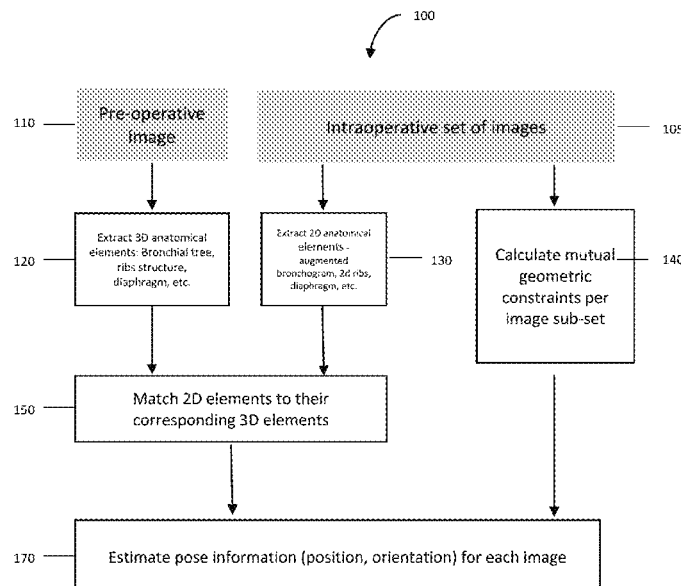 100
Pre-operative
image
Intraoperative set of images
110
105
Extract 3D anatomical
elements: Bronchial tree,
ribs structure,
diaphragm, etc.
120
Extract 2D anatomical
elements -
augmented
bronchogram, 2d ribs,
diaphragm, etc.
130
Calculate mutual
geometric
constraints per
image sub-set
140
150
Match 2D elements to their
corresponding 3D elements
170
Estimate pose information (position, orientation) for each image